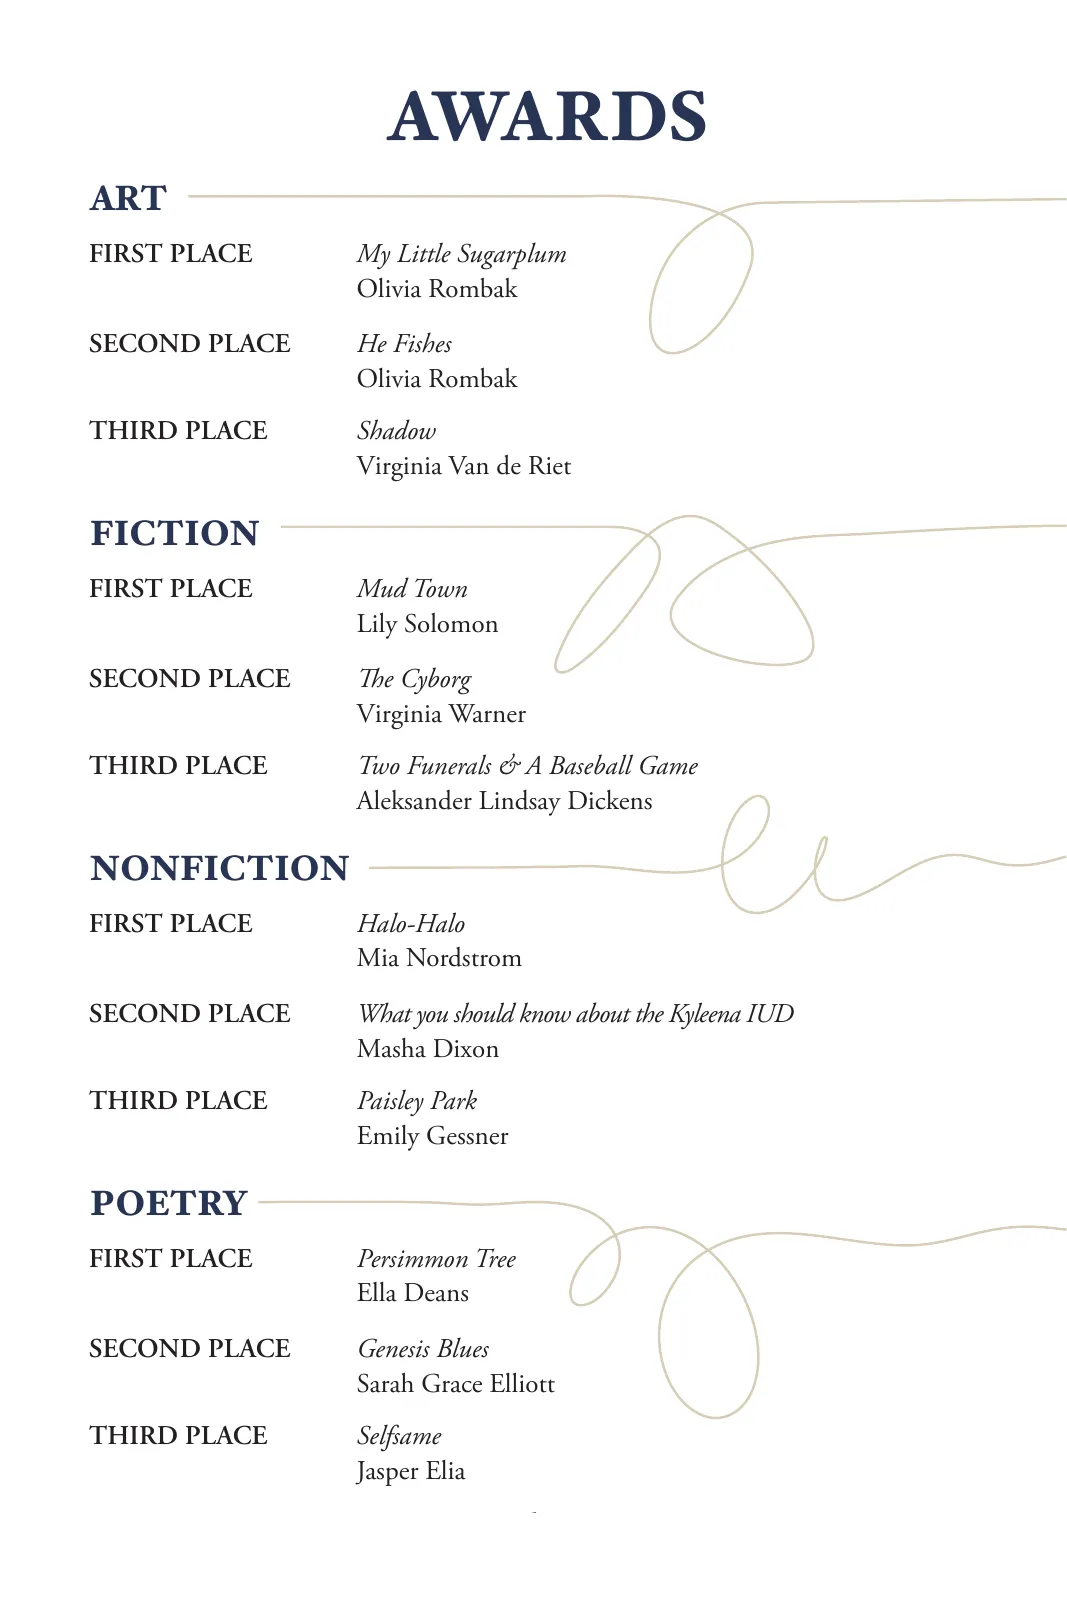 AWARDS
ART
FIRST PLACE My Little Sugarplum
Olivia Rombak
SECOND PLACE He Fishes
Olivia Rombak
THIRD PLACE Shadow
Virginia Van de Riet
FICTION
FIRST PLACE Mud Town
Lily Solomon
SECOND PLACE The Cyborg
Virginia Warner
THIRD PLACE Two Funerals & A Baseball Game
Aleksander Lindsay Dickens
NONFICTION
FIRST PLACE Halo-Halo
Mia Nordstrom
SECOND PLACE What you should know about the Kyleena IUD
Masha Dixon
THIRD PLACE Paisley Park
Emily Gessner
POETRY
FIRST PLACE Persimmon Tree
Ella Deans
SECOND PLACE Genesis Blues
Sarah Grace Elliott
THIRD PLACE Selfsame
Jasper Elia